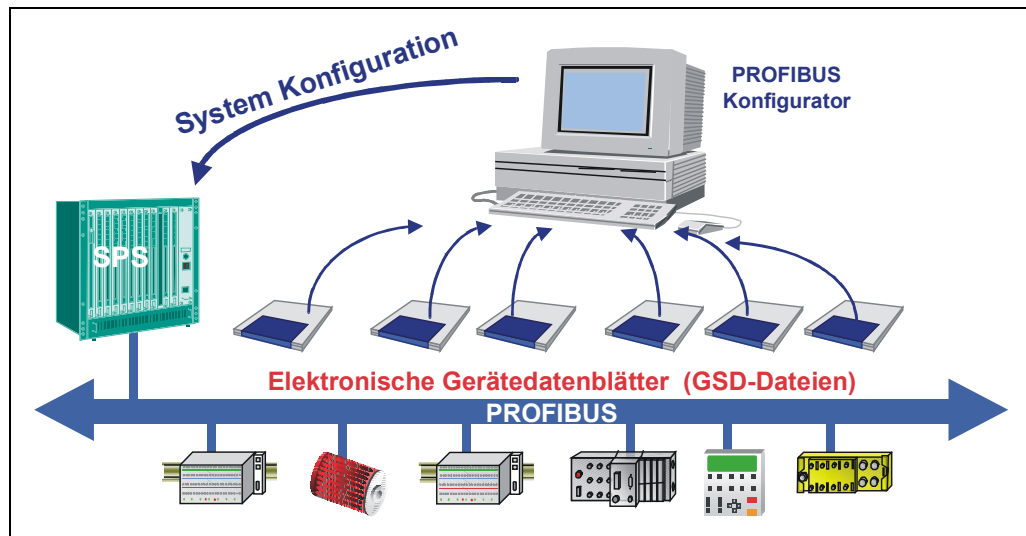 System Konfiguration
PROFIBUS
Konfigurator
SPS
Elektronische Gerätedatenblätter (GSD-Dateien)
PROFIBUS